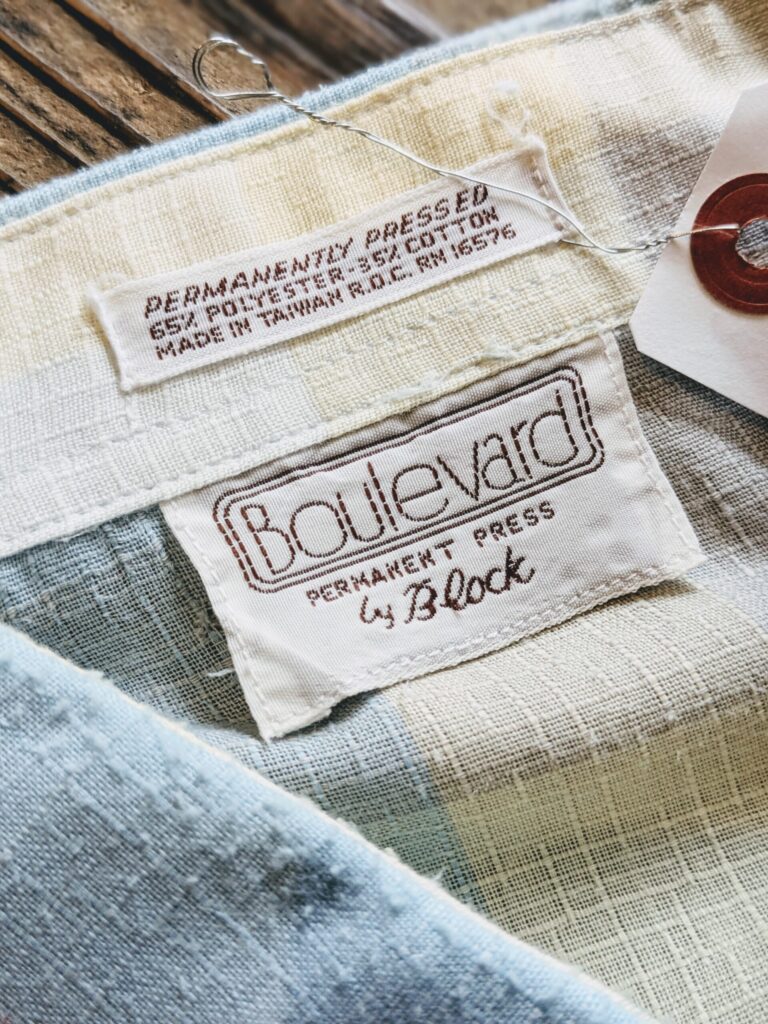 PERMANENTLY PRESSED
65% POLYESTER-35% COTTON
MADE IN TAIWAN R.O.C. RN 16576
Boulevard
PERMANENT PRESS
by Block